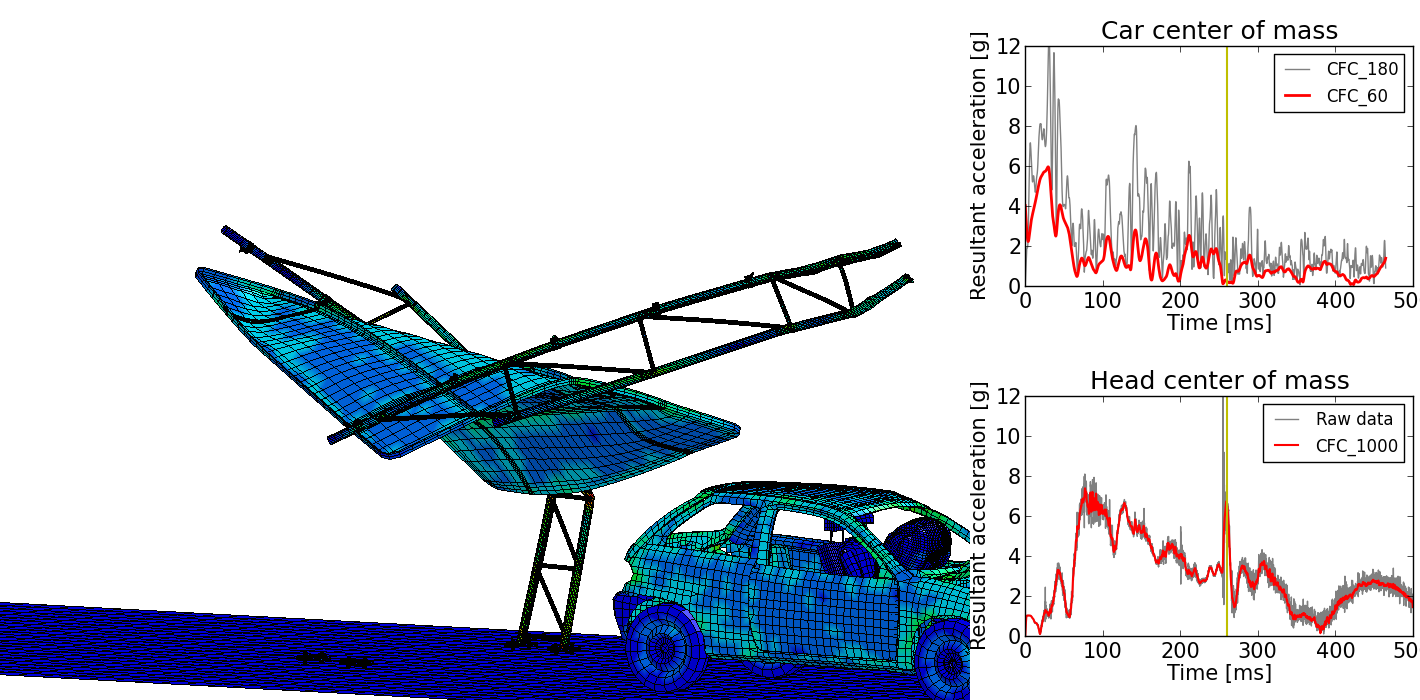 Car center of mass
Resultant acceleration [g]
12
10
8
6
4
2
0
CFC_180
CFC_60
0 100 200 300 400 50
Time [ms]
Head center of mass
Resultant acceleration [g]
12
10
8
6
4
2
0
Raw data
CFC_1000
0 100 200 300 400 50
Time [ms]